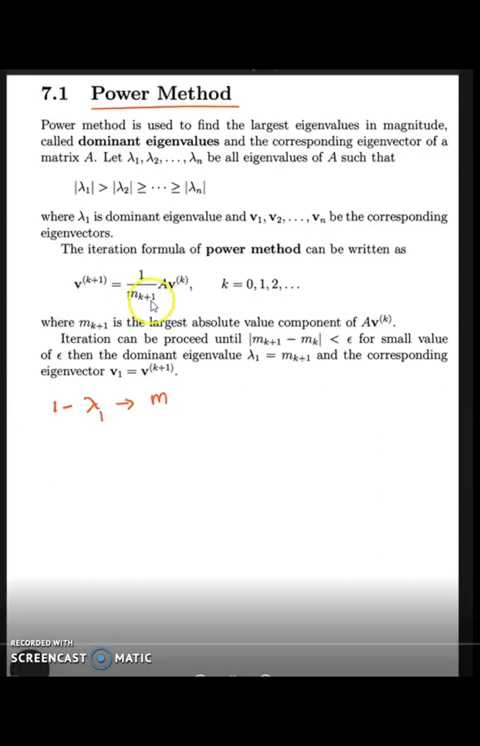 7.1 Power Method
Power method is used to find the largest eigenvalues in magnitude,
called dominant eigenvalues and the corresponding eigenvector of a
matrix A. Let λ₁, λ₂, . . . , λₙ be all eigenvalues of A such that
|λ₁| > |λ₂| ≥ · · · ≥ |λₙ|
where λ₁ is dominant eigenvalue and v₁, v₂, . . . , vₙ be the corresponding
eigenvectors.
The iteration formula of power method can be written as
v^(k+1) = 1/m_{k+1} Av^(k), k = 0, 1, 2, . . .
where m_{k+1} is the largest absolute value component of Av^(k).
Iteration can be proceed until |m_{k+1} − m_k| < ϵ for small value
of ϵ then the dominant eigenvalue λ₁ = m_{k+1} and the corresponding
eigenvector v₁ = v^(k+1).
1 - λ₁ → m
RECORDED WITH
SCREENCAST MATIC